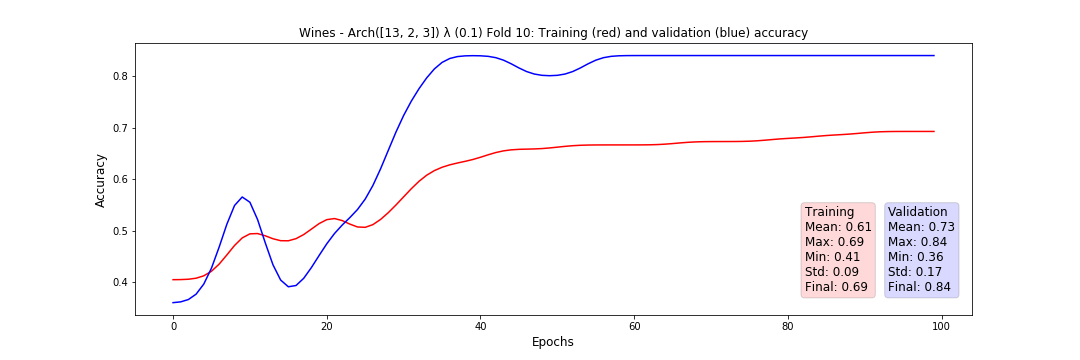 Wines - Arch([13, 2, 3]) λ (0.1) Fold 10: Training (red) and validation (blue) accuracy
Accuracy
0.8
0.7
0.6
0.5
0.4
Training
Mean: 0.61
Max: 0.69
Min: 0.41
Std: 0.09
Final: 0.69
Validation
Mean: 0.73
Max: 0.84
Min: 0.36
Std: 0.17
Final: 0.84
0
20
40
60
80
100
Epochs